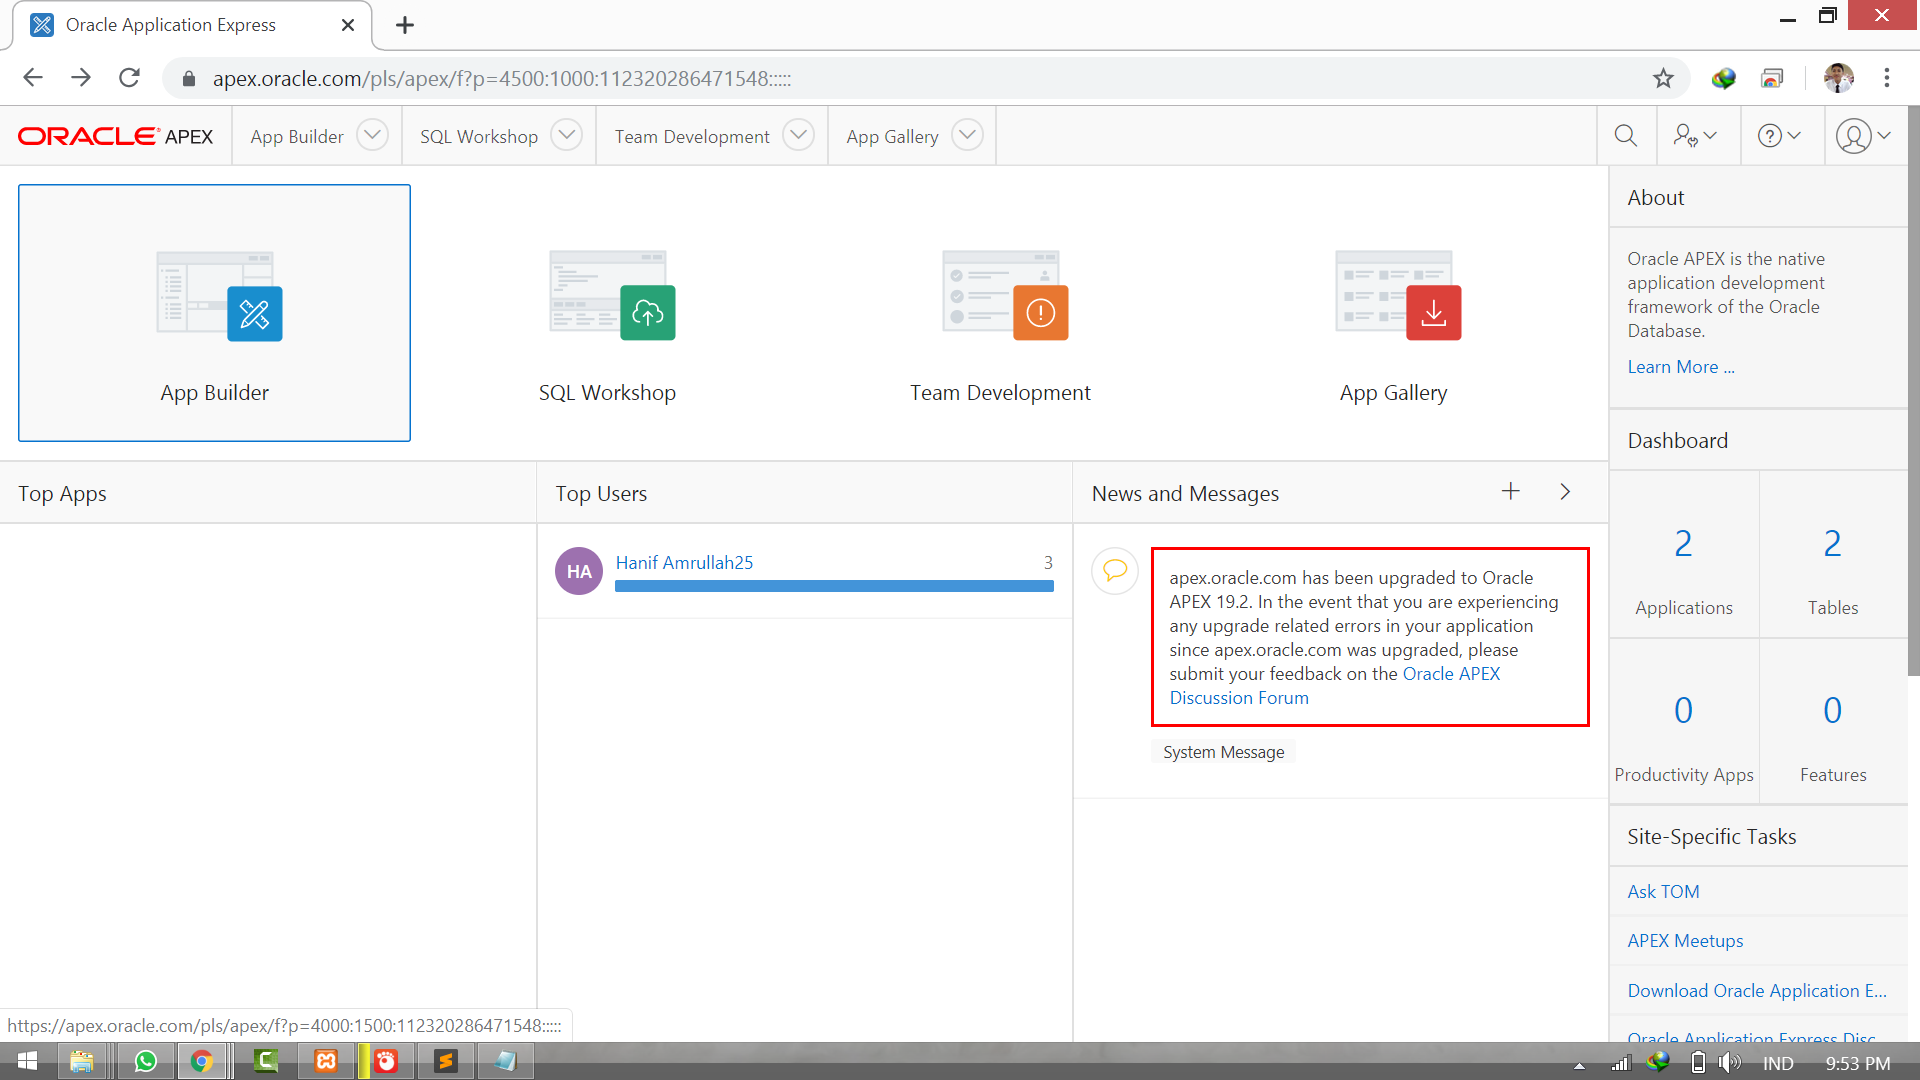 Oracle Application Express
apex.oracle.com/pls/apex/f?p=4500:1000:112320286471548:::::
ORACLE APEX
App Builder
SQL Workshop
Team Development
App Gallery
App Builder
SQL Workshop
Team Development
App Gallery
About
Oracle APEX is the native
application development
framework of the Oracle
Database.
Learn More ...
Dashboard
2
Applications
2
Tables
0
Productivity Apps
0
Features
Site-Specific Tasks
Ask TOM
APEX Meetups
Download Oracle Application E...
Oracle Application Express Disc
Top Apps
Top Users
HA
Hanif Amrullah25
3
News and Messages
apex.oracle.com has been upgraded to Oracle
APEX 19.2. In the event that you are experiencing
any upgrade related errors in your application
since apex.oracle.com was upgraded, please
submit your feedback on the Oracle APEX
Discussion Forum
System Message
https://apex.oracle.com/pls/apex/f?p=4000:1500:112320286471548:::::
IND
9:53 PM